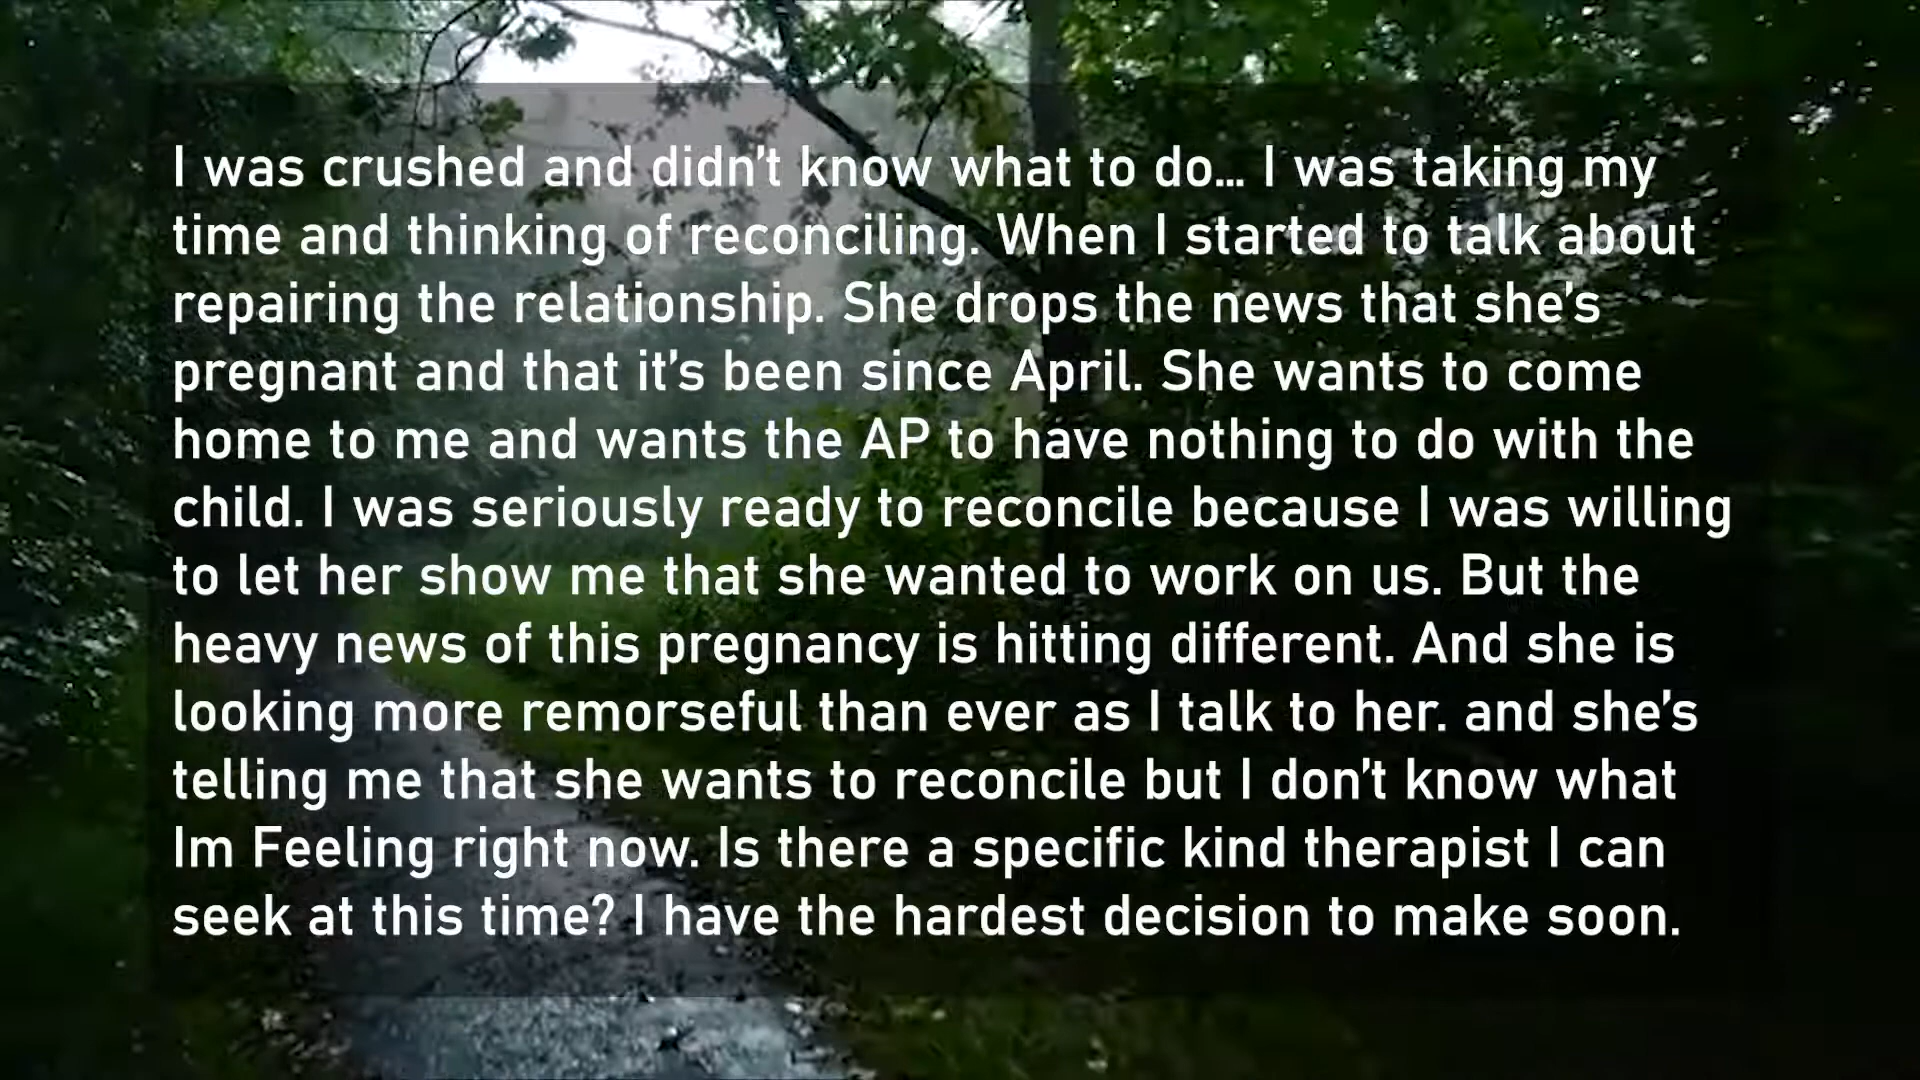 I was crushed and didn't know what to do... I was taking my
time and thinking of reconciling. When I started to talk about
repairing the relationship. She drops the news that she's
pregnant and that it's been since April. She wants to come
home to me and wants the AP to have nothing to do with the
child. I was seriously ready to reconcile because I was willing
to let her show me that she wanted to work on us. But the
heavy news of this pregnancy is hitting different. And she is
looking more remorseful than ever as I talk to her. and she's
telling me that she wants to reconcile but I don't know what
Im Feeling right now. Is there a specific kind therapist I can
seek at this time? I have the hardest decision to make soon.